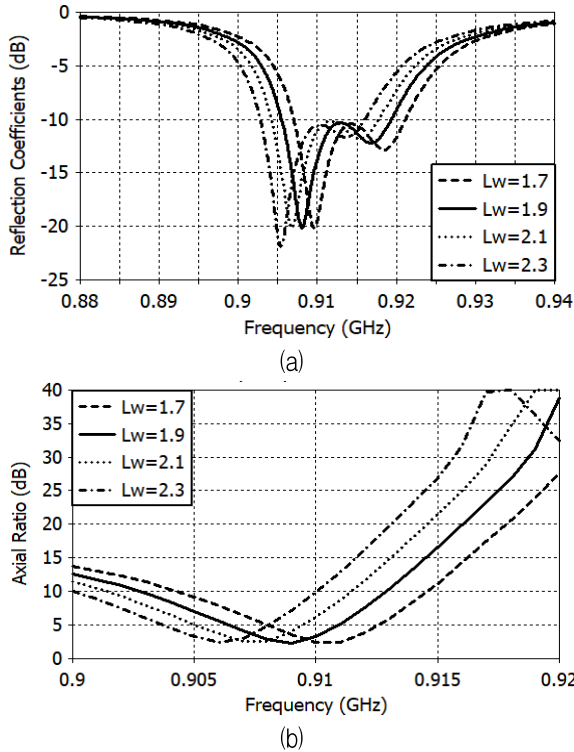 0
-5
-10
-15
-20
-25
Reflection Coefficients (dB)
Lw=1.7
Lw=1.9
Lw=2.1
Lw=2.3
0.88 0.89 0.9 0.91 0.92 0.93 0.94
Frequency (GHz)
(a)
40
35
30
25
20
15
10
5
0
Axial Ratio (dB)
Lw=1.7
Lw=1.9
Lw=2.1
Lw=2.3
0.9 0.905 0.91 0.915 0.92
Frequency (GHz)
(b)